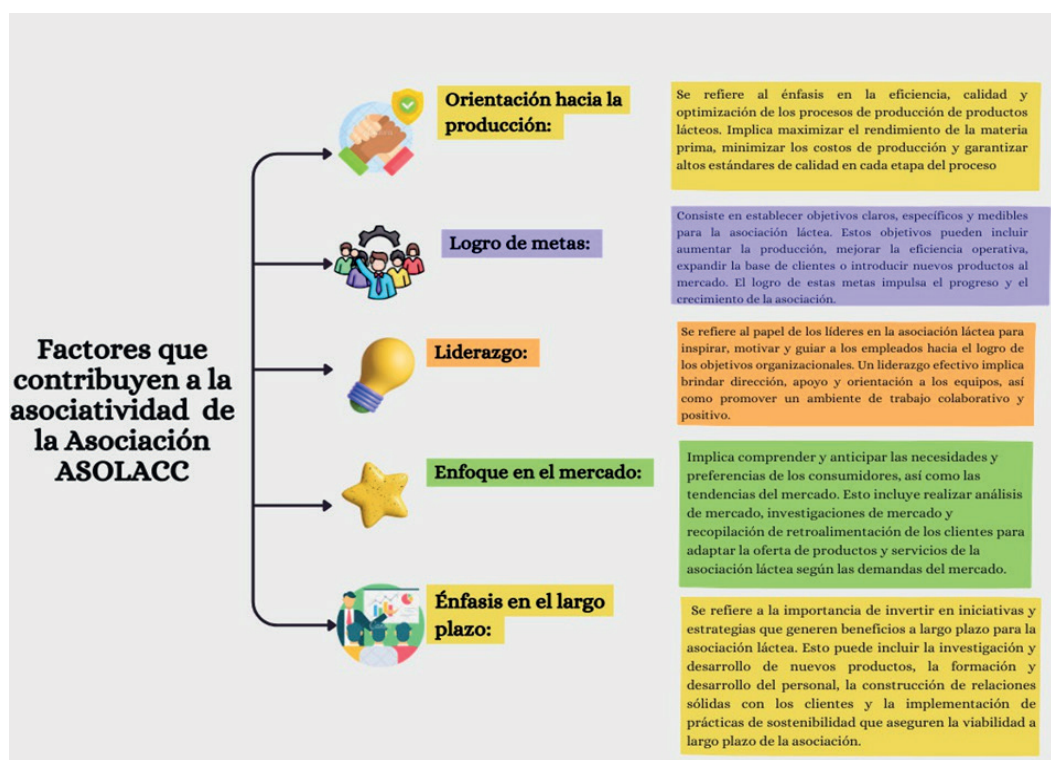 Factores que
contribuyen a la
asociatividad de
la Asociación
ASOLACC
Orientación hacia la
producción:
Se refiere al énfasis en la eficiencia, calidad y
optimización de los procesos de producción de productos
lácteos. Implica maximizar el rendimiento de la materia
prima, minimizar los costos de producción y garantizar
altos estándares de calidad en cada etapa del proceso
Logro de metas:
Consiste en establecer objetivos claros, específicos y medibles
para la asociación láctea. Estos objetivos pueden incluir
aumentar la producción, mejorar la eficiencia operativa,
expandir la base de clientes o introducir nuevos productos al
mercado. El logro de estas metas impulsa el progreso y el
crecimiento de la asociación.
Liderazgo:
Se refiere al papel de los líderes en la asociación láctea para
inspirar, motivar y guiar a los empleados hacia el logro de
los objetivos organizacionales. Un liderazgo efectivo implica
brindar dirección, apoyo y orientación a los equipos, así
como promover un ambiente de trabajo colaborativo y
positivo.
Enfoque en el mercado:
Implica comprender y anticipar las necesidades y
preferencias de los consumidores, así como las
tendencias del mercado. Esto incluye realizar análisis
de mercado, investigaciones de mercado y
recopilación de retroalimentación de los clientes para
adaptar la oferta de productos y servicios de la
asociación láctea según las demandas del mercado.
Énfasis en el largo
plazo:
Se refiere a la importancia de invertir en iniciativas y
estrategias que generen beneficios a largo plazo para la
asociación láctea. Esto puede incluir la investigación y
desarrollo de nuevos productos, la formación y
desarrollo del personal, la construcción de relaciones
sólidas con los clientes y la implementación de
prácticas de sostenibilidad que aseguren la viabilidad a
largo plazo de la asociación.